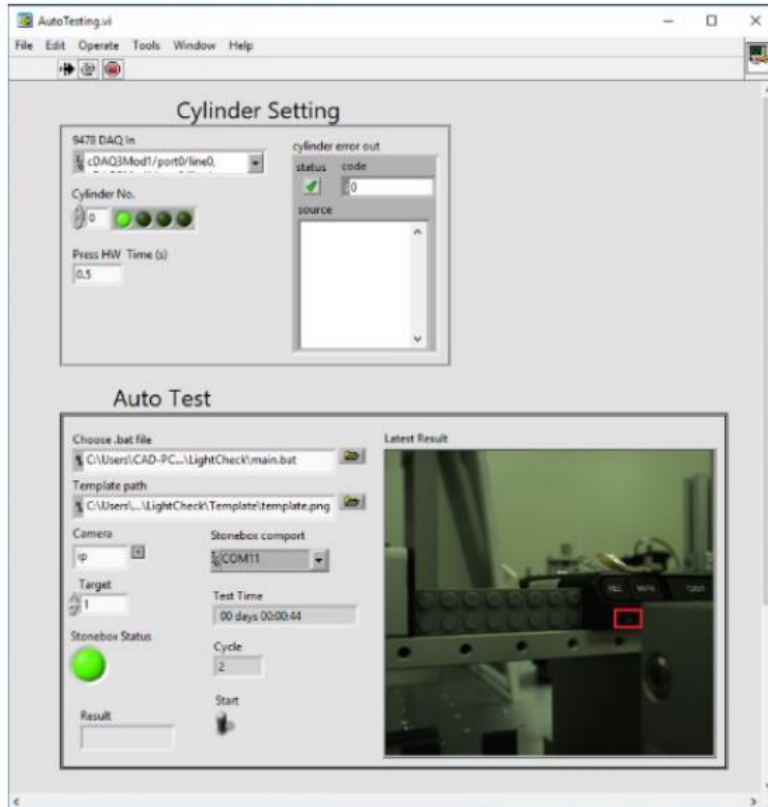 AutoTesting.vi
File Edit Operate Tools Window Help
Cylinder Setting
9478 DAQ In
cDAQ3Mod1/port0/line0,
Cylinder No.
0
Press HW Time (s)
0.5
cylinder error out
status code
0
source
Auto Test
Choose .bat file
C:\Users\CAD-PC...\LightCheck\main.bat
Template path
C:\Users\...\LightCheck\Template\template.png
Camera
ip
Stonebox comport
COM11
Target
1
Test Time
00 days 00:00:44
Stonebox Status
Cycle
2
Result
Start
Latest Result